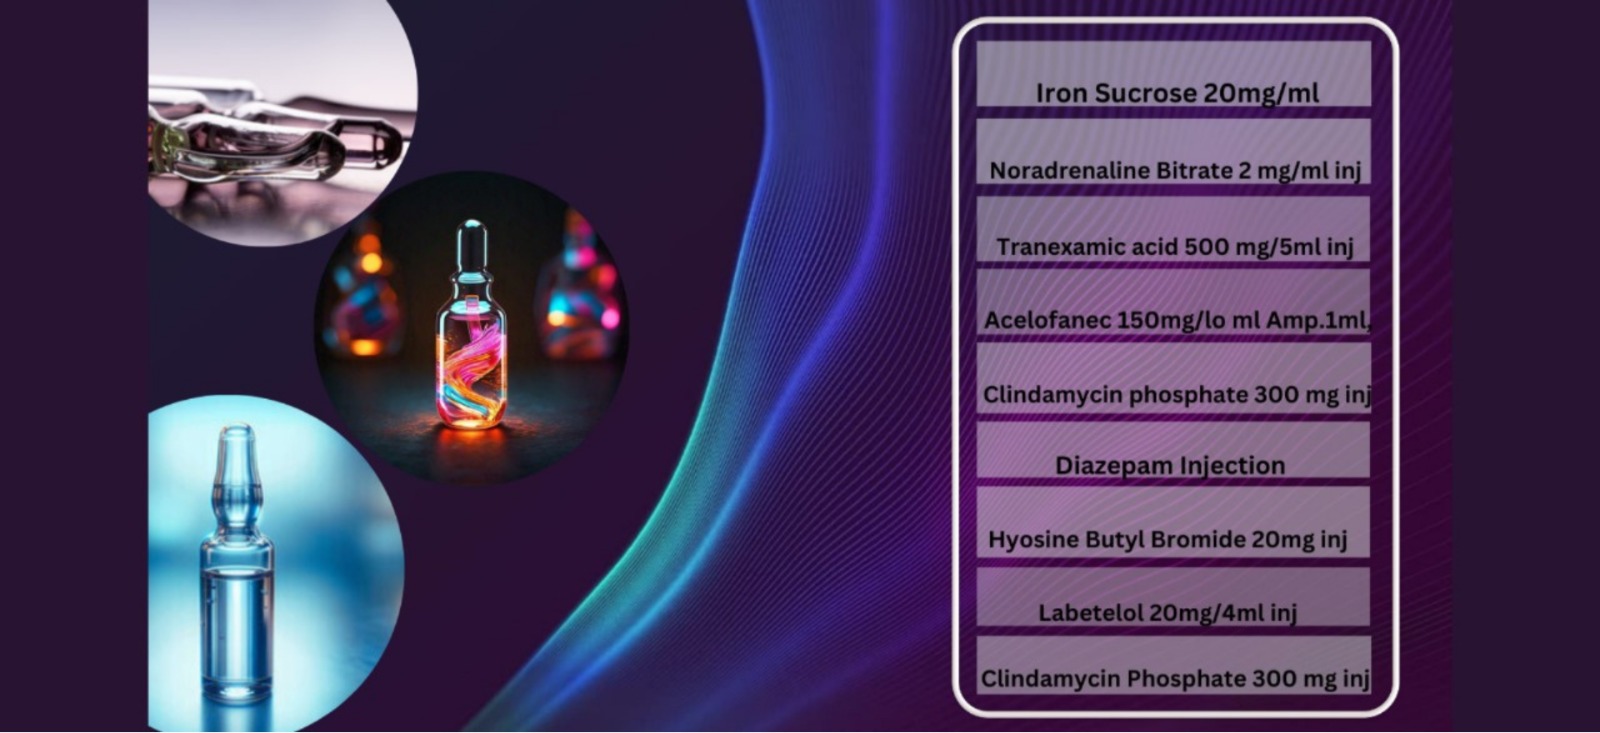 Iron Sucrose 20mg/ml
Noradrenaline Bitrate 2 mg/ml inj
Tranexamic acid 500 mg/5ml inj
Acelofanec 150mg/lo ml Amp.1ml,
Clindamycin phosphate 300 mg inj
Diazepam Injection
Hyosine Butyl Bromide 20mg inj
Labetelol 20mg/4ml inj
Clindamycin Phosphate 300 mg inj